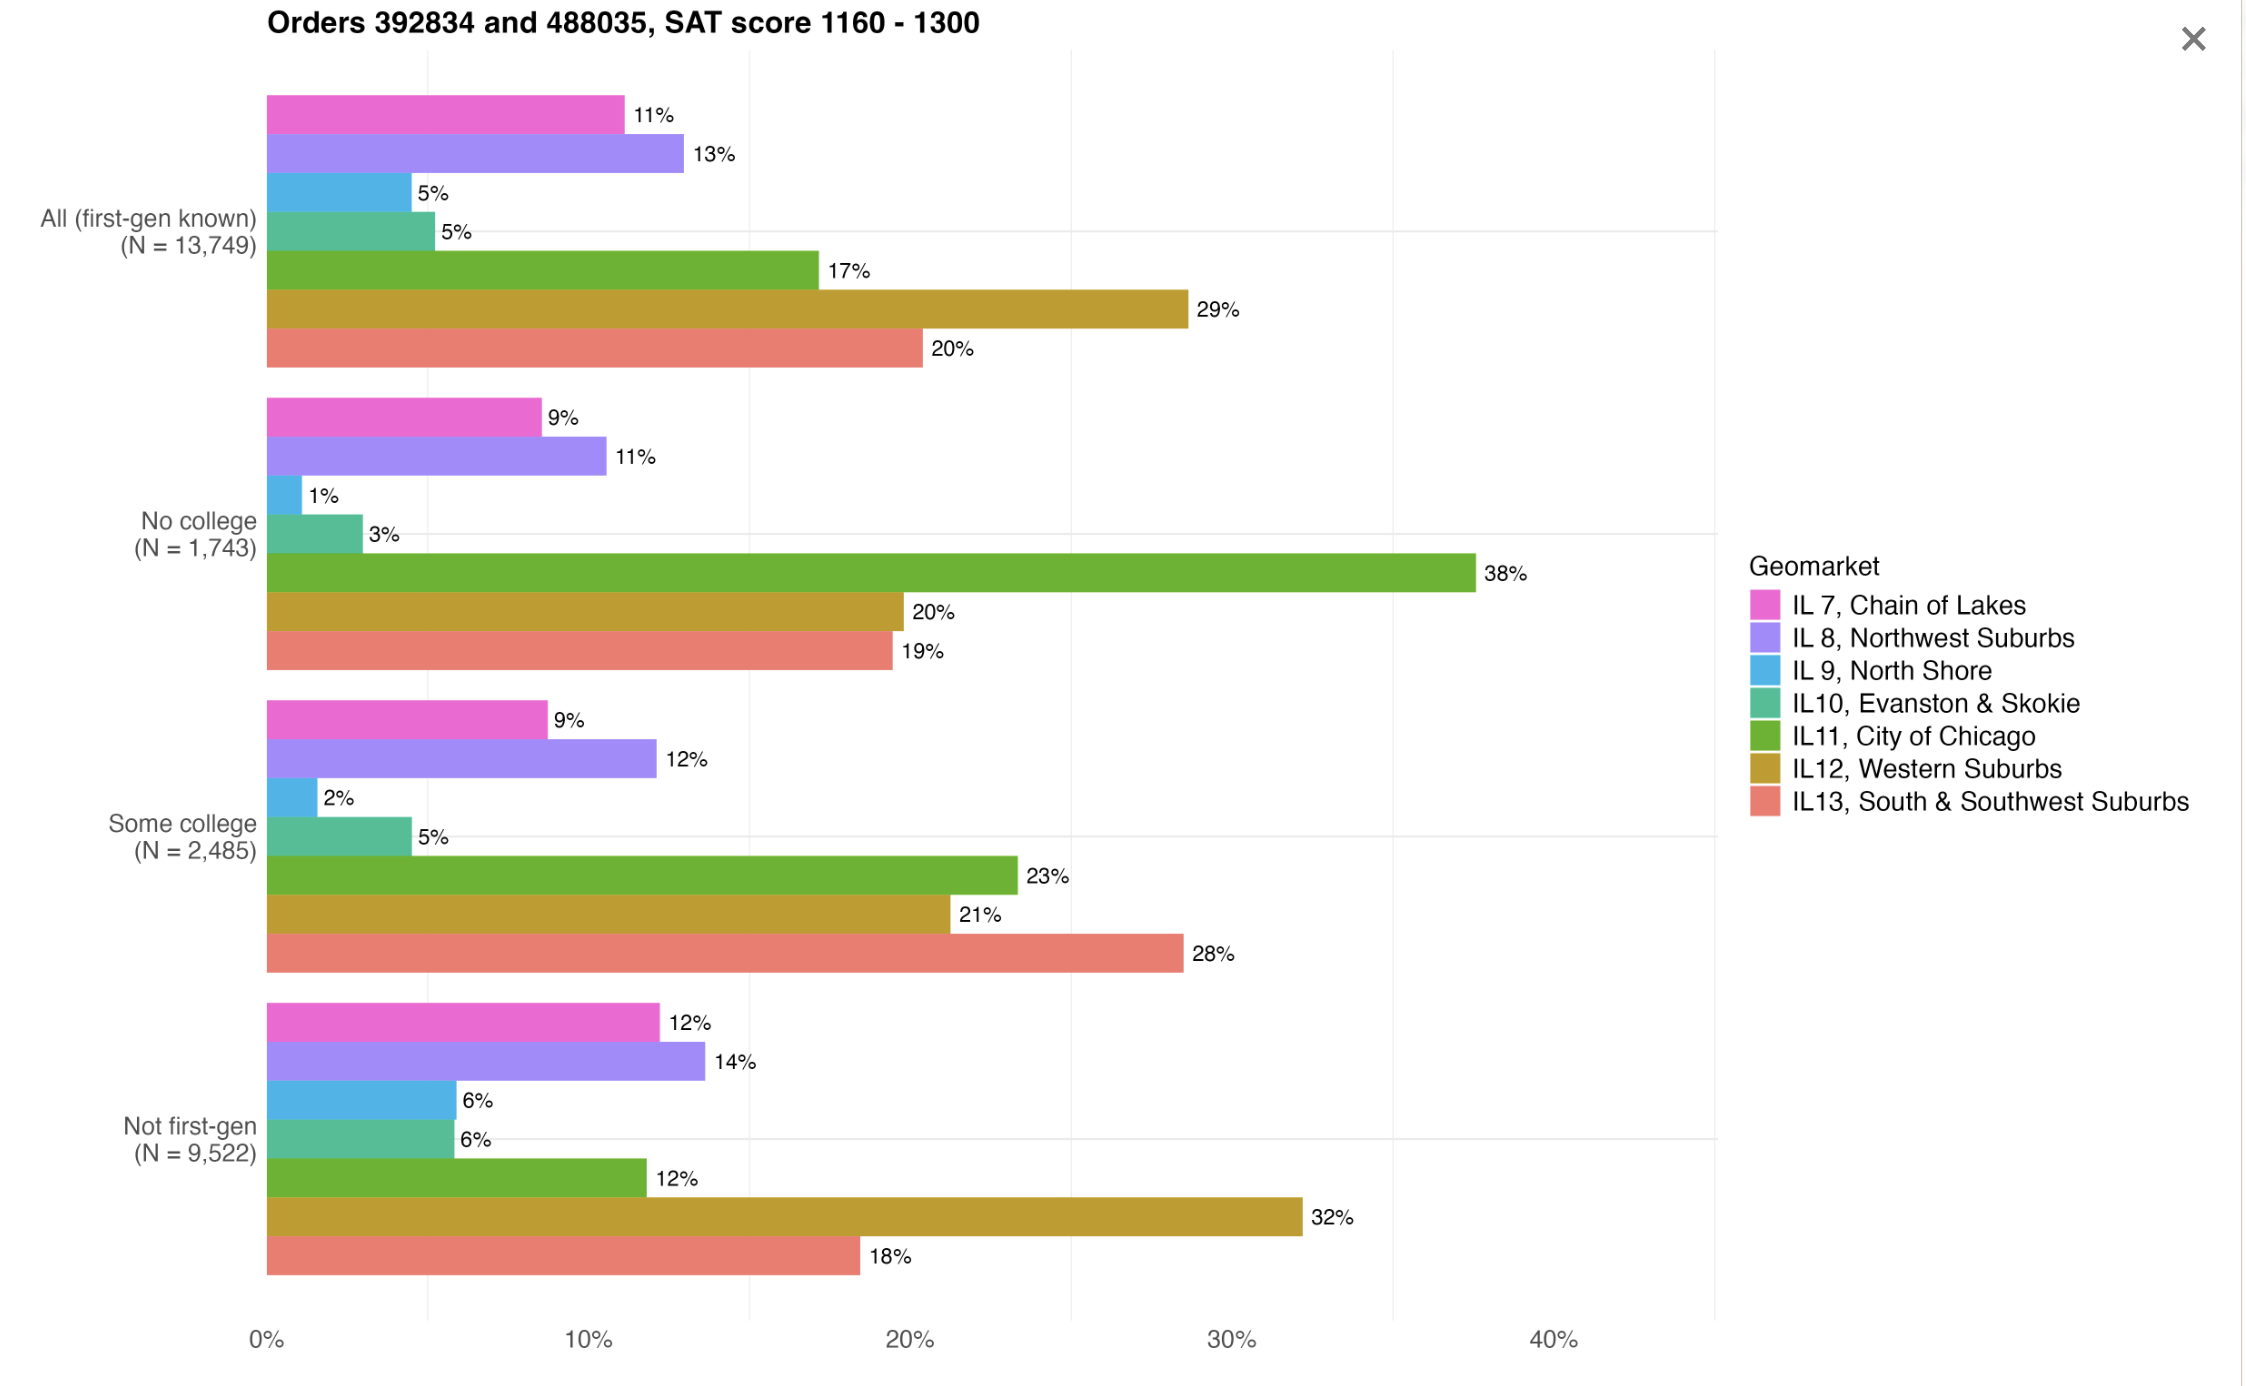 Orders 392834 and 488035, SAT score 1160 - 1300
All (first-gen known)
(N = 13,749)
11%
13%
5%
5%
17%
29%
20%
No college
(N = 1,743)
9%
11%
1%
3%
38%
20%
19%
Some college
(N = 2,485)
9%
12%
2%
5%
23%
21%
28%
Not first-gen
(N = 9,522)
12%
14%
6%
6%
12%
32%
18%
0%
10%
20%
30%
40%
Geomarket
IL 7, Chain of Lakes
IL 8, Northwest Suburbs
IL 9, North Shore
IL10, Evanston & Skokie
IL11, City of Chicago
IL12, Western Suburbs
IL13, South & Southwest Suburbs